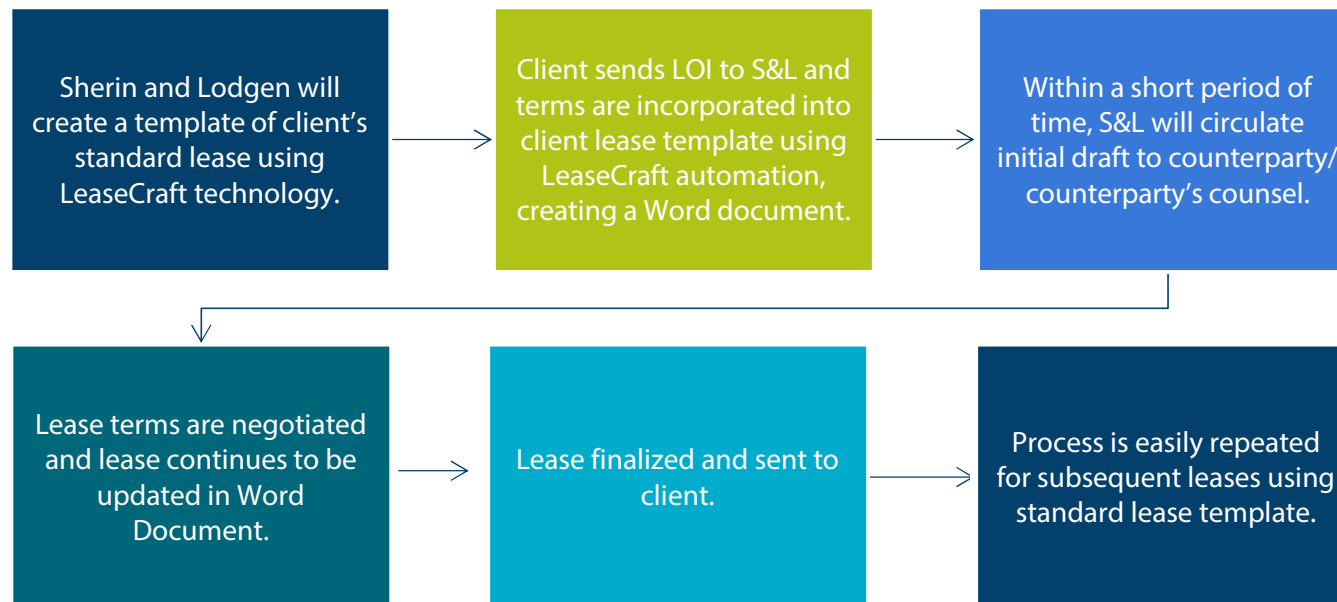 Sherin and Lodgen will
create a template of client's
standard lease using
LeaseCraft technology.
Client sends LOI to S&L and
terms are incorporated into
client lease template using
LeaseCraft automation,
creating a Word document.
Within a short period of
time, S&L will circulate
initial draft to counterparty/
counterparty's counsel.
Lease terms are negotiated
and lease continues to be
updated in Word
Document.
Lease finalized and sent to
client.
Process is easily repeated
for subsequent leases using
standard lease template.